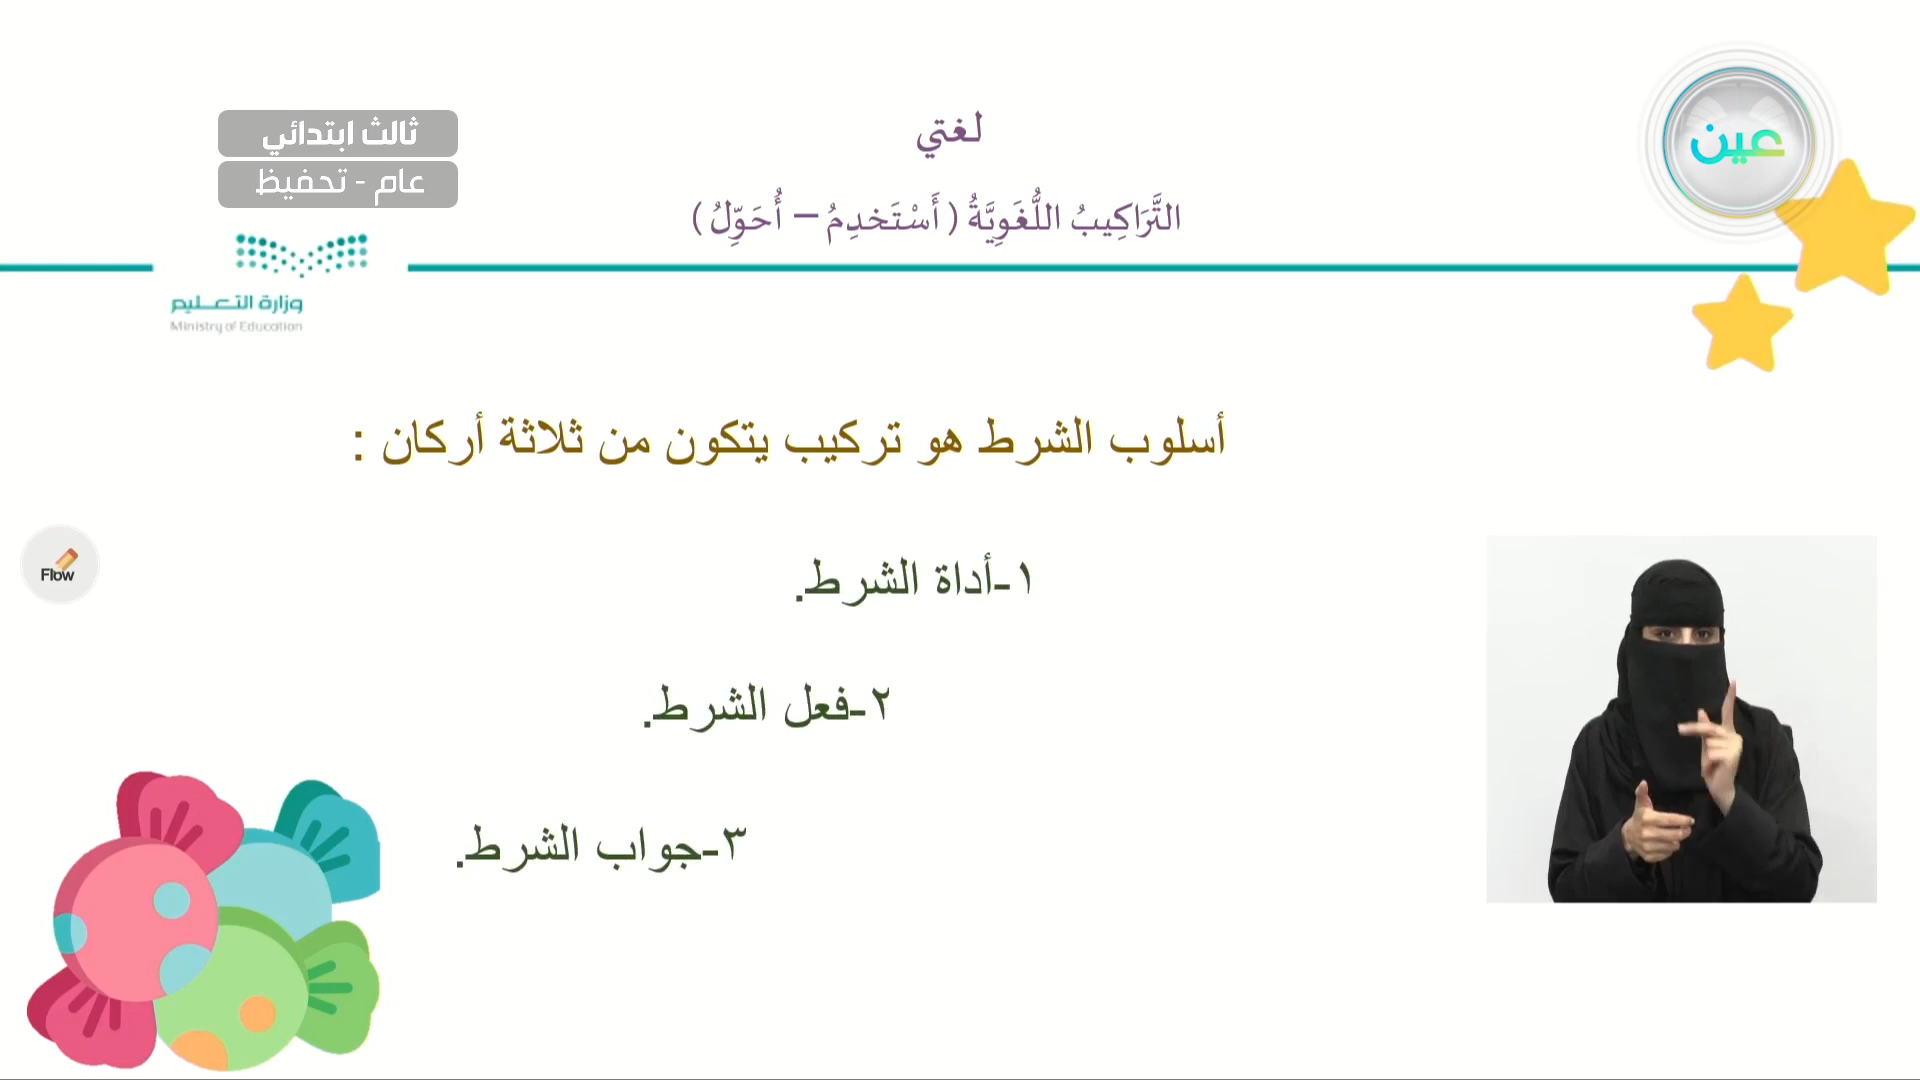 عين
لغتي
ثالث ابتدائي
عام - تحفيظ
التَّرَاكِيبُ اللُّغَوِيَّةُ ( أَسْتَخدِمُ – أُحَوِّلُ )
وزارة التعليم
Ministry of Education
أسلوب الشرط هو تركيب يتكون من ثلاثة أركان :
Flow
١-أداة الشرط.
٢-فعل الشرط.
٣-جواب الشرط.